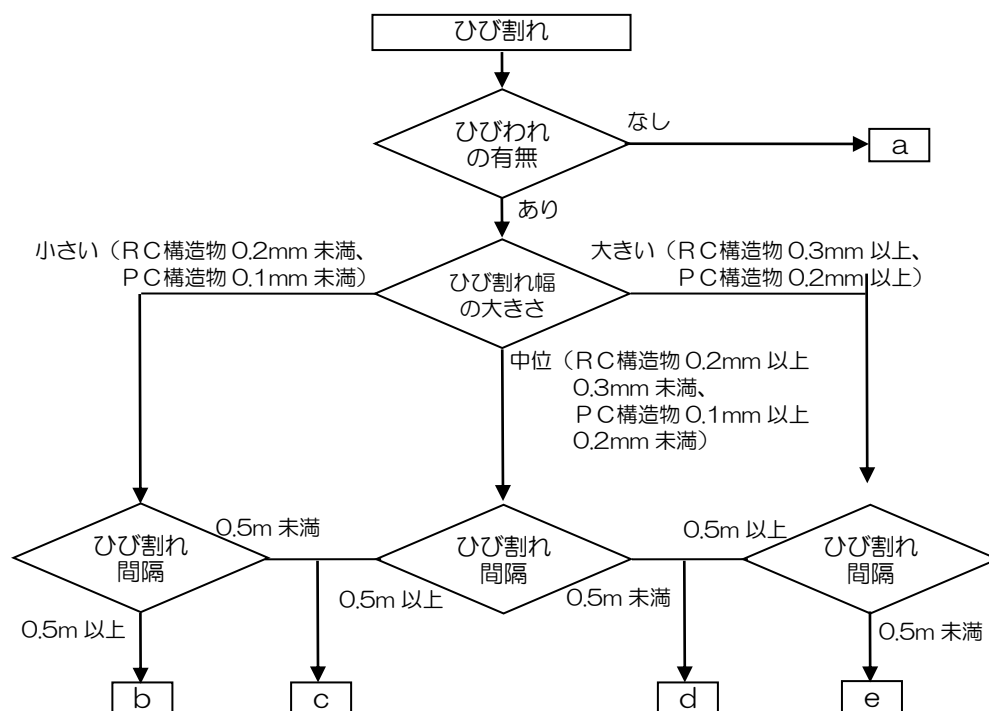 ひび割れ
ひびわれ
の有無
なし
a
あり
小さい（ＲＣ構造物 0.2mm 未満、
ＰＣ構造物 0.1mm 未満）
ひび割れ幅
の大きさ
大きい（ＲＣ構造物 0.3mm 以上、
ＰＣ構造物 0.2mm 以上）
中位（ＲＣ構造物 0.2mm 以上
0.3mm 未満、
ＰＣ構造物 0.1mm 以上
0.2mm 未満）
ひび割れ
間隔
0.5m 未満
0.5m 以上
ひび割れ
間隔
0.5m 以上
0.5m 未満
0.5m 以上
ひび割れ
間隔
0.5m 未満
b
c
d
e